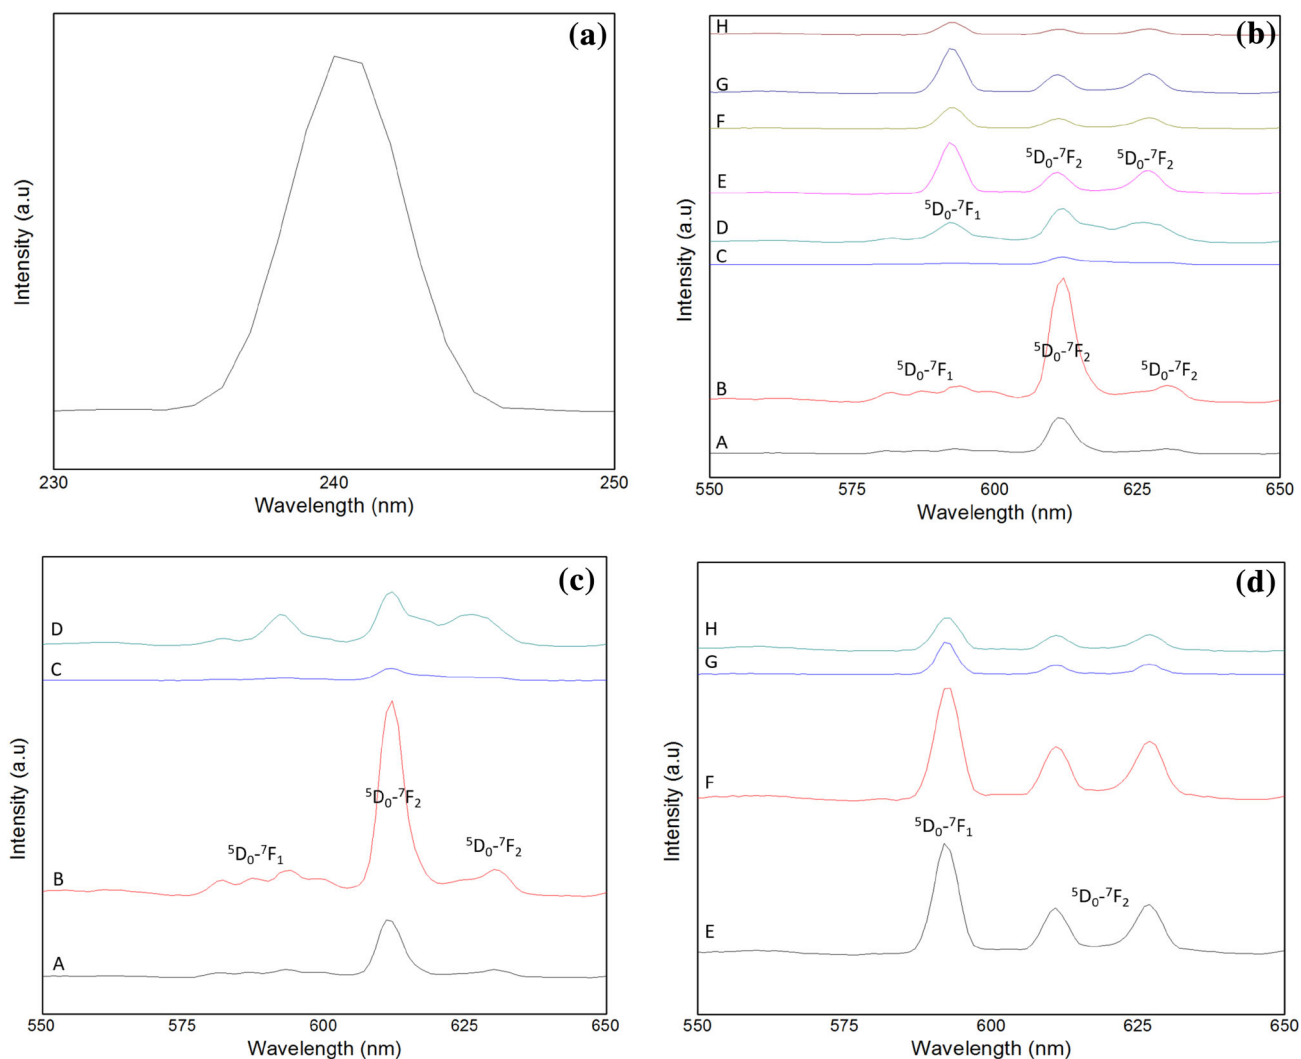 (a)
Intensity (a.u)
230
240
250
Wavelength (nm)
(b)
H
G
F
⁵D₀-⁷F₂ ⁵D₀-⁷F₂
E
⁵D₀-⁷F₁
D
C
Intensity (a.u)
⁵D₀-⁷F₂
⁵D₀-⁷F₁ ⁵D₀-⁷F₂
B
A
550 575 600 625 650
Wavelength (nm)
(c)
D
C
Intensity (a.u)
⁵D₀-⁷F₂
⁵D₀-⁷F₁ ⁵D₀-⁷F₂
B
A
550 575 600 625 650
Wavelength (nm)
(d)
H
G
F
Intensity (a.u)
⁵D₀-⁷F₁
⁵D₀-⁷F₂
E
550 575 600 625 650
Wavelength (nm)